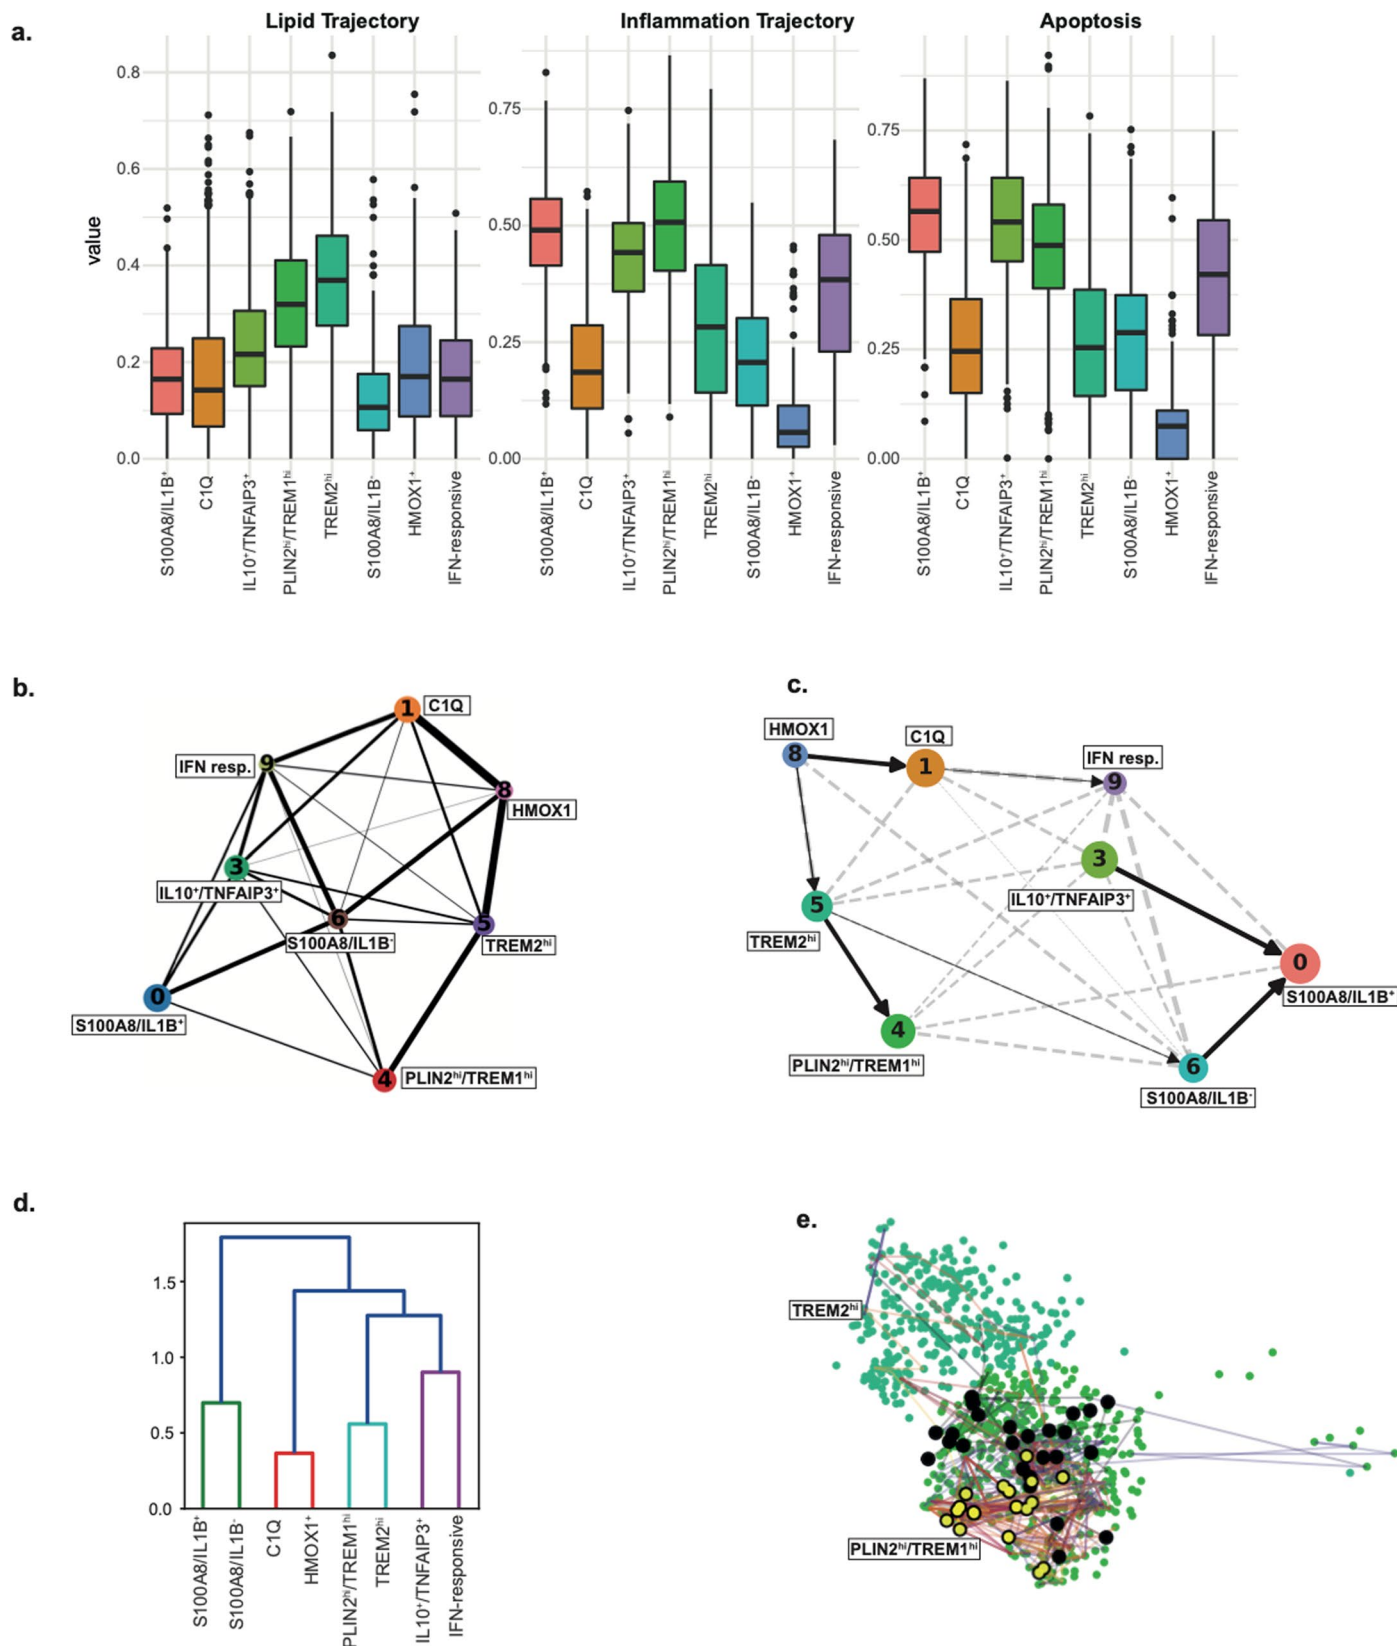 a.
Lipid Trajectory
Inflammation Trajectory
Apoptosis
value
0.8
0.6
0.4
0.2
0.0
0.75
0.50
0.25
0.00
0.75
0.50
0.25
0.00
S100A8/IL1B⁺
C1Q
IL10⁺/TNFAIP3⁺
PLIN2ʰⁱ/TREM1ʰⁱ
TREM2ʰⁱ
S100A8/IL1B⁻
HMOX1⁺
IFN-responsive
S100A8/IL1B⁺
C1Q
IL10⁺/TNFAIP3⁺
PLIN2ʰⁱ/TREM1ʰⁱ
TREM2ʰⁱ
S100A8/IL1B⁻
HMOX1⁺
IFN-responsive
S100A8/IL1B⁺
C1Q
IL10⁺/TNFAIP3⁺
PLIN2ʰⁱ/TREM1ʰⁱ
TREM2ʰⁱ
S100A8/IL1B⁻
HMOX1⁺
IFN-responsive
b.
1
C1Q
IFN resp.
9
8
HMOX1
3
IL10⁺/TNFAIP3⁺
6
S100A8/IL1B⁻
5
TREM2ʰⁱ
0
S100A8/IL1B⁺
4
PLIN2ʰⁱ/TREM1ʰⁱ
c.
HMOX1
8
C1Q
1
IFN resp.
9
3
IL10⁺/TNFAIP3⁺
5
TREM2ʰⁱ
0
S100A8/IL1B⁺
4
PLIN2ʰⁱ/TREM1ʰⁱ
6
S100A8/IL1B⁻
d.
1.5
1.0
0.5
0.0
S100A8/IL1B⁺
S100A8/IL1B⁻
C1Q
HMOX1⁺
PLIN2ʰⁱ/TREM1ʰⁱ
TREM2ʰⁱ
IL10⁺/TNFAIP3⁺
IFN-responsive
e.
TREM2ʰⁱ
PLIN2ʰⁱ/TREM1ʰⁱ